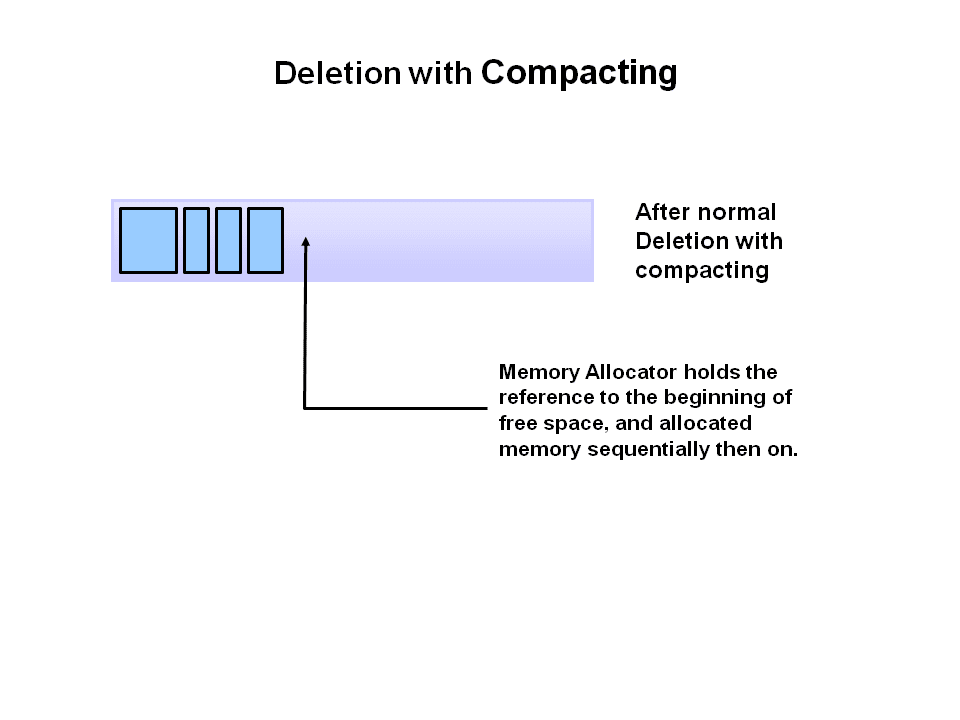 Deletion with Compacting
After normal
Deletion with
compacting
Memory Allocator holds the
reference to the beginning of
free space, and allocated
memory sequentially then on.